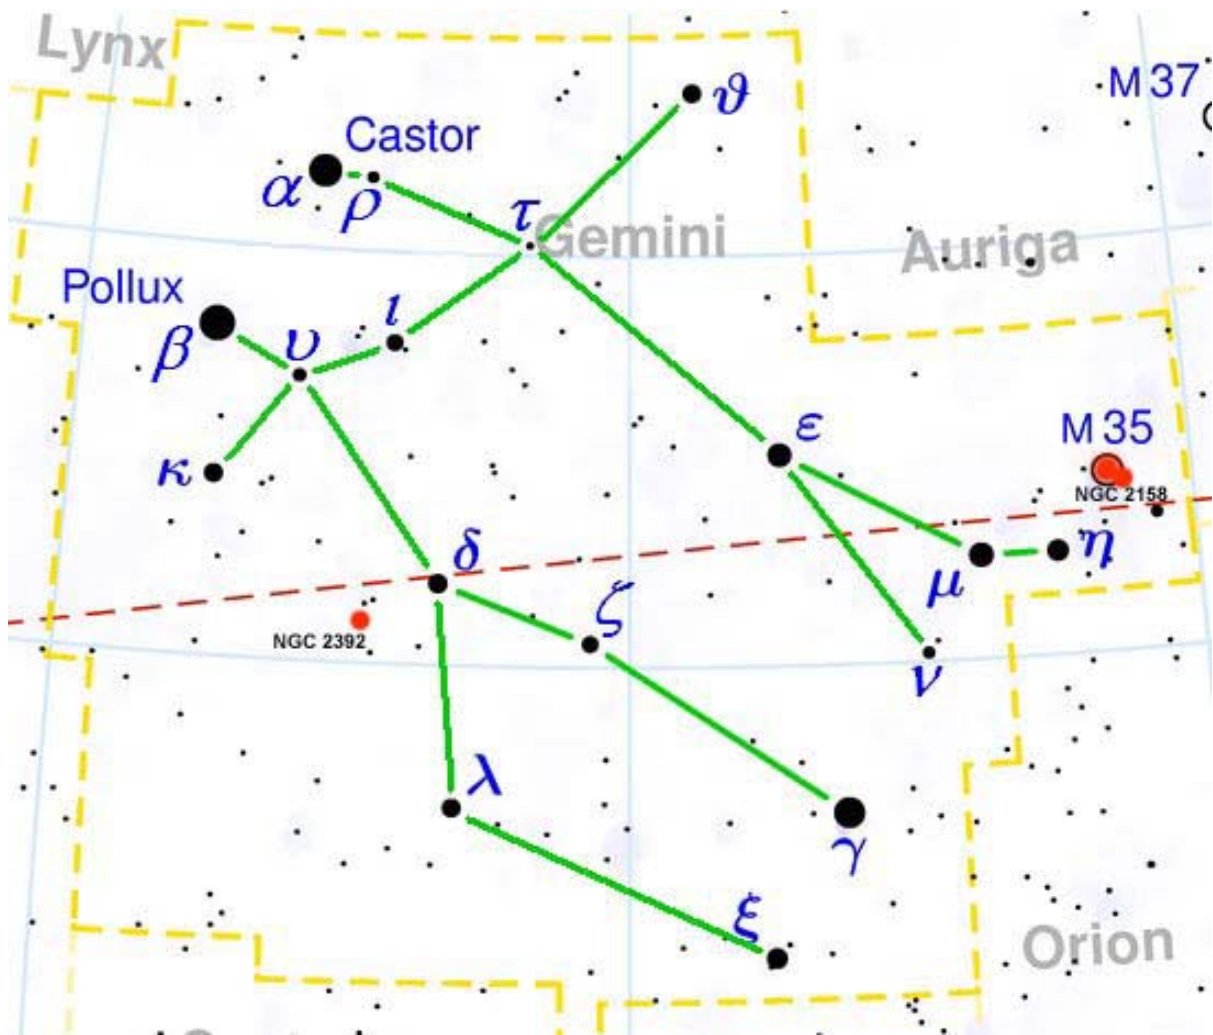 Lynx
M 37
ϑ
Castor
α
ρ
τ
Gemini
Auriga
Pollux
β
υ
ι
κ
ε
M 35
NGC 2158
δ
η
μ
ζ
NGC 2392
ν
λ
γ
ξ
Orion